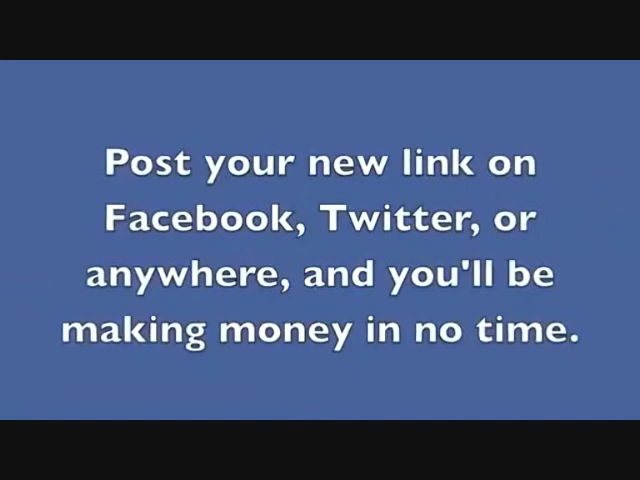 Post your new link on
Facebook, Twitter, or
anywhere, and you'll be
making money in no time.